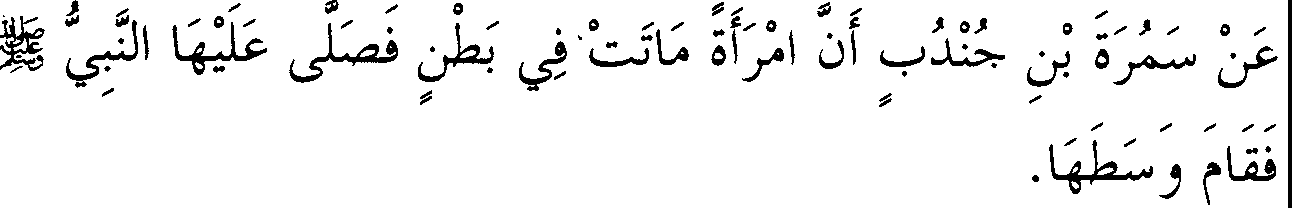 عَنْ سَمُرَةَ بْنِ جُنْدُبٍ أَنَّ امْرَأَةً مَاتَتْ فِي بَطْنٍ فَصَلَّى عَلَيْهَا النَّبِيُّ ﷺ
فَقَامَ وَسَطَهَا.